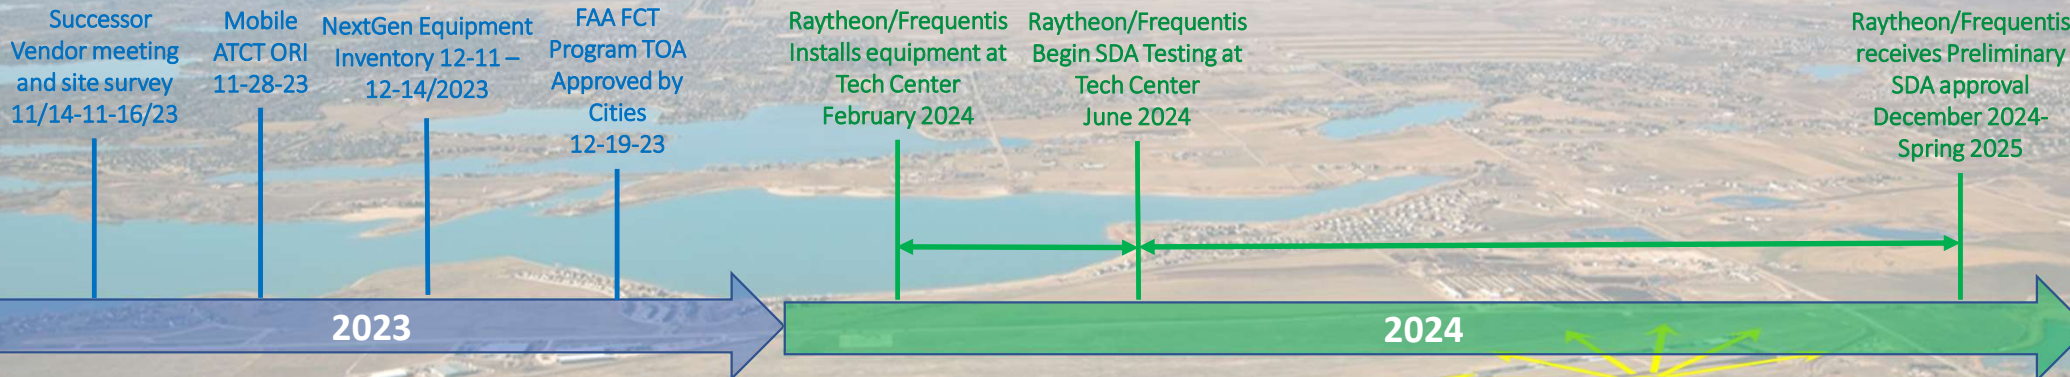 Successor
Vendor meeting
and site survey
11/14-11-16/23
Mobile
ATCT ORI
11-28-23
NextGen Equipment
Inventory 12-11 –
12-14/2023
FAA FCT
Program TOA
Approved by
Cities
12-19-23
Raytheon/Frequentis
Installs equipment at
Tech Center
February 2024
Raytheon/Frequentis
Begin SDA Testing at
Tech Center
June 2024
Raytheon/Frequentis
receives Preliminary
SDA approval
December 2024-
Spring 2025
2023
2024